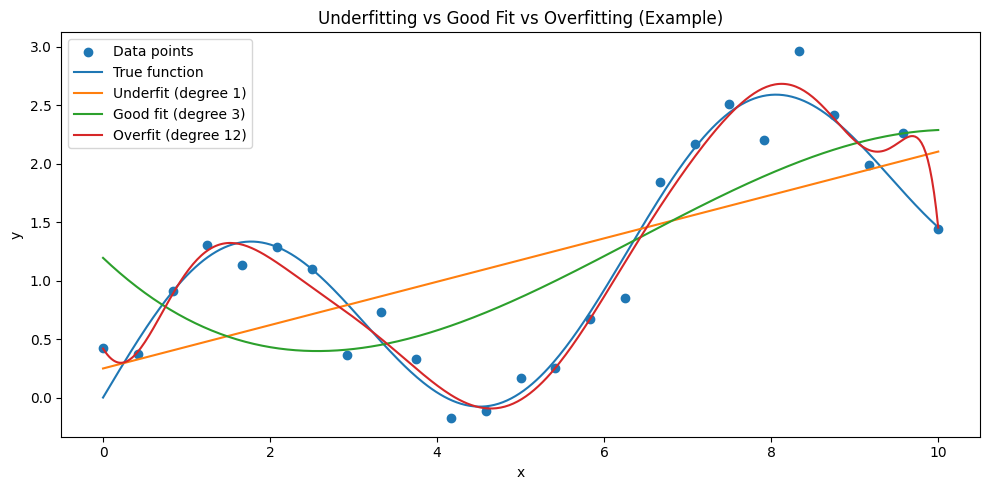 Underfitting vs Good Fit vs Overfitting (Example)
Data points
True function
Underfit (degree 1)
Good fit (degree 3)
Overfit (degree 12)
3.0
2.5
2.0
1.5
1.0
0.5
0.0
y
0 2 4 6 8 10
x